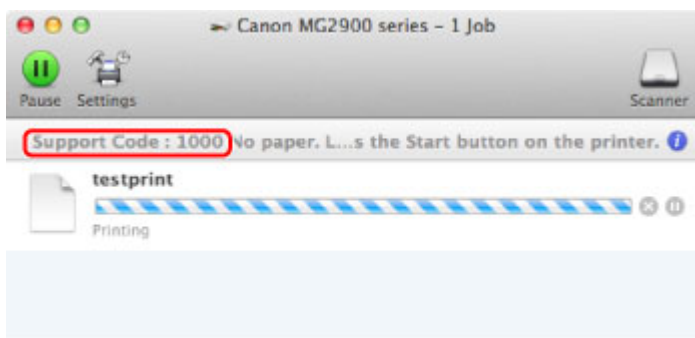 Canon MG2900 series – 1 Job
Pause Settings Scanner
Support Code : 1000 No paper. L...s the Start button on the printer.
testprint
Printing